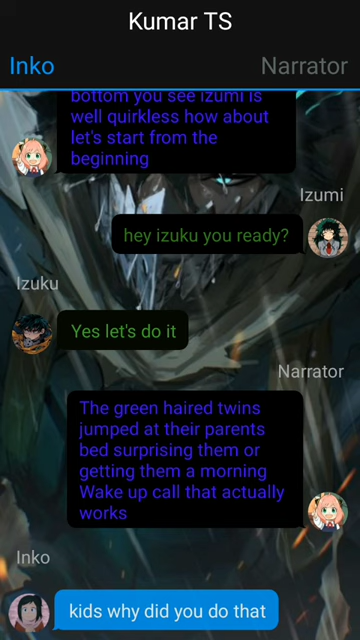 Kumar TS
Inko
Narrator
bottom you see izumi is
well quirkless how about
let's start from the
beginning
Izumi
hey izuku you ready?
Izuku
Yes let's do it
Narrator
The green haired twins
jumped at their parents
bed surprising them or
getting them a morning
Wake up call that actually
works
Inko
kids why did you do that